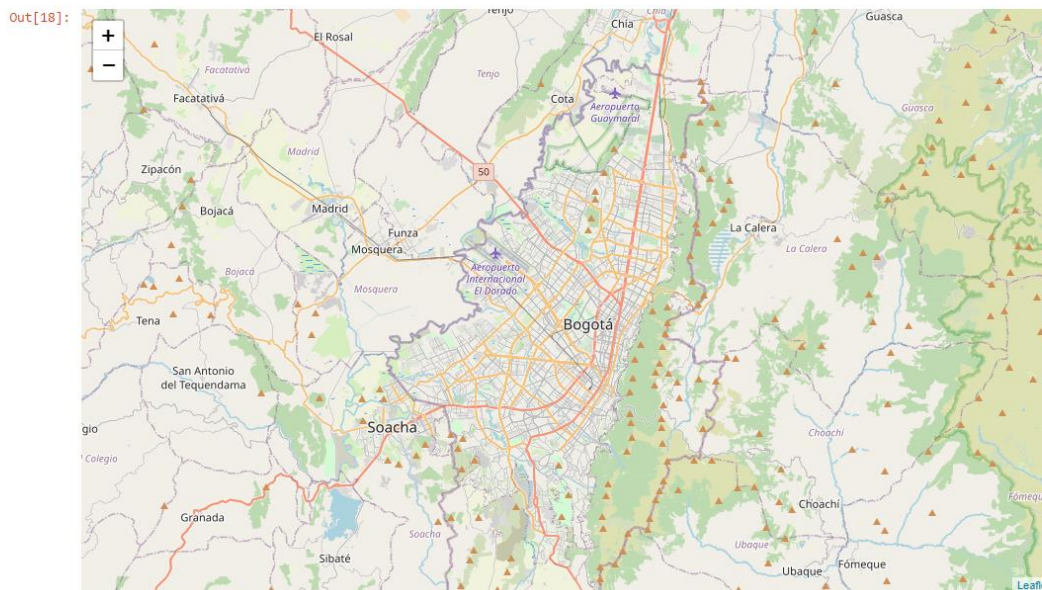 Out[18]:
+
−
Tenjo
Chía
Chía
Guasca
El Rosal
Facatativá
Tenjo
Facatativá
Cota
Aeropuerto
Guaymaral
Guasca
Madrid
Zipacón
50
Bojacá
Madrid
Funza
La Calera
Mosquera
La Calera
Aeropuerto
Internacional
El Dorado
Bojacá
Mosquera
Tena
Bogotá
San Antonio
del Tequendama
Soacha
gio
Choachí
l Colegio
Fómeque
Choachí
Granada
Soacha
Ubaque
Sibaté
Ubaque
Fómeque
Leafle